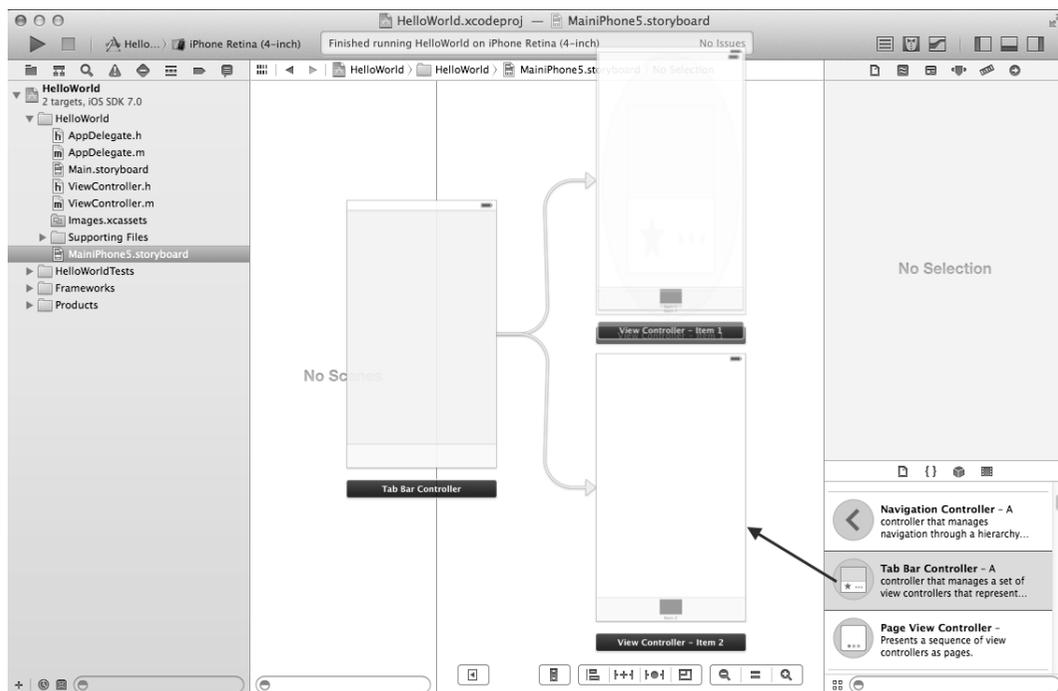 HelloWorld.xcodeproj — MainiPhone5.storyboard
Hello... iPhone Retina (4-inch)
Finished running HelloWorld on iPhone Retina (4-inch)
No Issues
HelloWorld
HelloWorld
MainiPhone5.storyboard
No Selection
HelloWorld
2 targets, iOS SDK 7.0
HelloWorld
AppDelegate.h
AppDelegate.m
Main.storyboard
ViewController.h
ViewController.m
Images.xcassets
Supporting Files
MainiPhone5.storyboard
HelloWorldTests
Frameworks
Products
No Scenes
Tab Bar Controller
View Controller – Item 1
View Controller – Item 2
No Selection
Navigation Controller – A
controller that manages
navigation through a hierarchy...
Tab Bar Controller – A
controller that manages a set of
view controllers that represent...
Page View Controller –
Presents a sequence of view
controllers as pages.